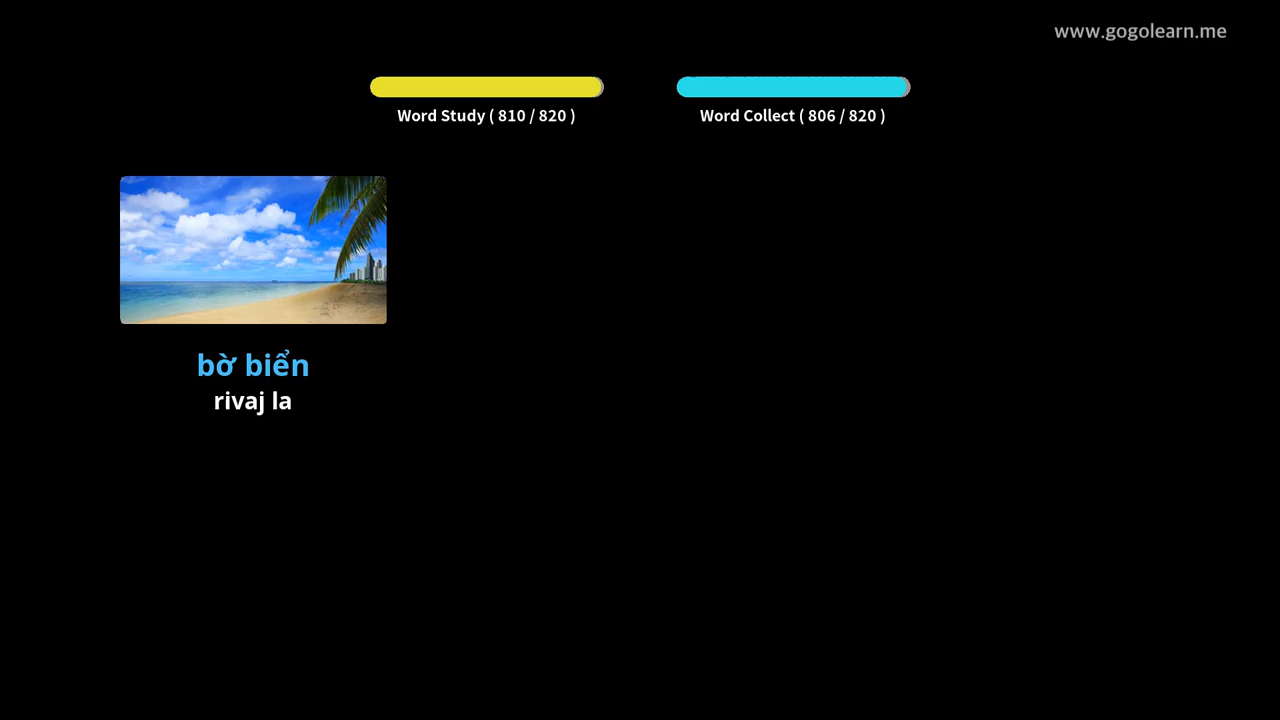 www.gogolearn.me
Word Study ( 810 / 820 )
Word Collect ( 806 / 820 )
bờ biển
rivaj la